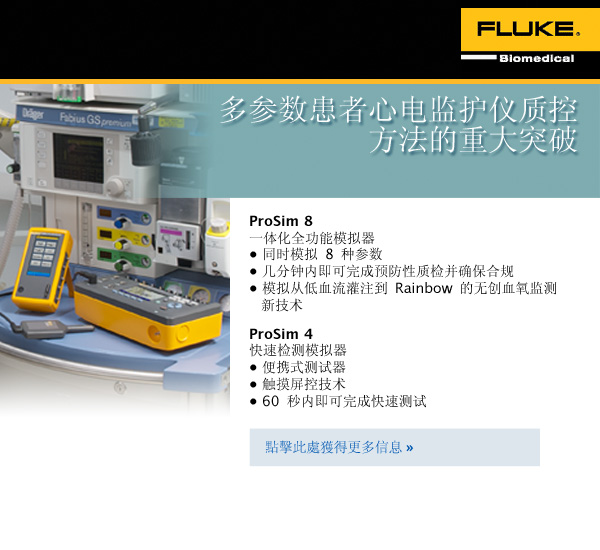 FLUKE®
Biomedical
多参数患者心电监护仪质控
方法的重大突破
Dräger
Fabius GS premium
ProSim 8
一体化全功能模拟器
● 同时模拟 8 种参数
● 几分钟内即可完成预防性质检并确保合规
● 模拟从低血流灌注到 Rainbow 的无创血氧监测
新技术
ProSim 4
快速检测模拟器
● 便携式测试器
● 触摸屏控技术
● 60 秒内即可完成快速测试
點擊此處獲得更多信息 »